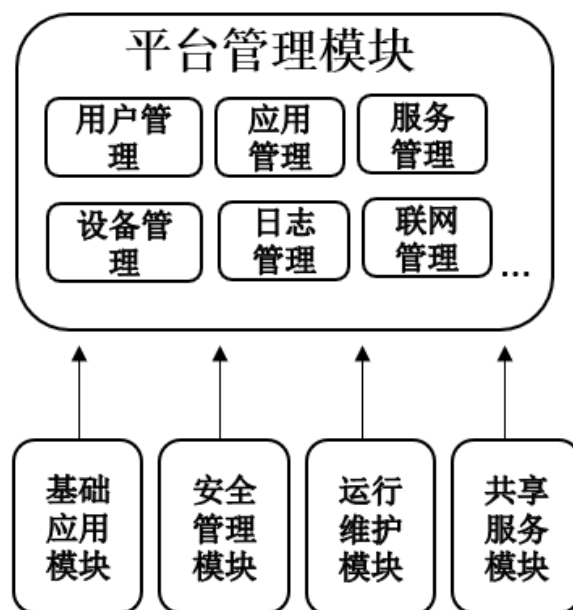 平台管理模块
用户管
理
应用
管理
服务
管理
设备管
理
日志
管理
联网
管理
...
基础
应用
模块
安全
管理
模块
运行
维护
模块
共享
服务
模块